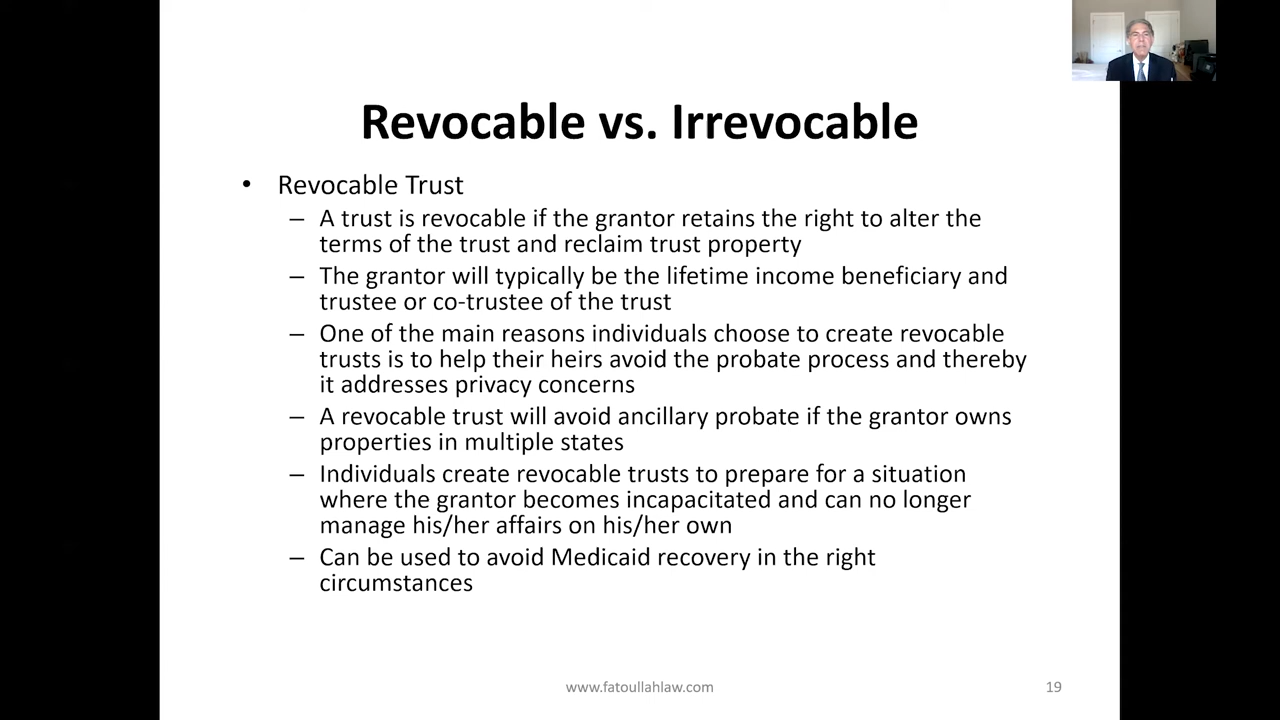 Revocable vs. Irrevocable
• Revocable Trust
– A trust is revocable if the grantor retains the right to alter the
terms of the trust and reclaim trust property
– The grantor will typically be the lifetime income beneficiary and
trustee or co-trustee of the trust
– One of the main reasons individuals choose to create revocable
trusts is to help their heirs avoid the probate process and thereby
it addresses privacy concerns
– A revocable trust will avoid ancillary probate if the grantor owns
properties in multiple states
– Individuals create revocable trusts to prepare for a situation
where the grantor becomes incapacitated and can no longer
manage his/her affairs on his/her own
– Can be used to avoid Medicaid recovery in the right
circumstances
www.fatoullahlaw.com
19